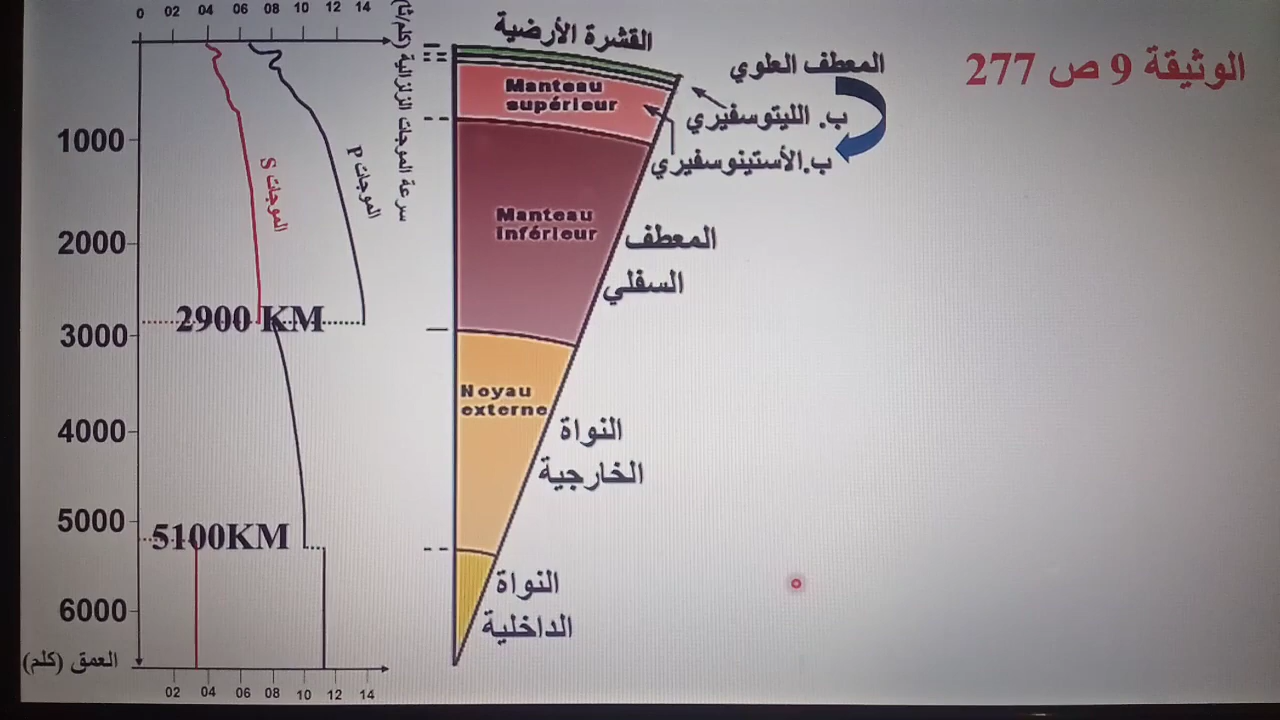 0 02 04 06 08 10 12 14
سرعة الموجات الزلزالية (كلم/ثا)
1000
2000
3000
4000
5000
6000
العمق (كلم)
02 04 06 08 10 12 14
الموجات S
الموجات P
2900 KM
5100KM
القشرة الأرضية
Manteau
supérieur
Manteau
inférieur
Noyau
externe
المعطف العلوي
ب. الليتوسفيري
ب.الأستينوسفيري
المعطف
السفلي
النواة
الخارجية
النواة
الداخلية
الوثيقة 9 ص 277